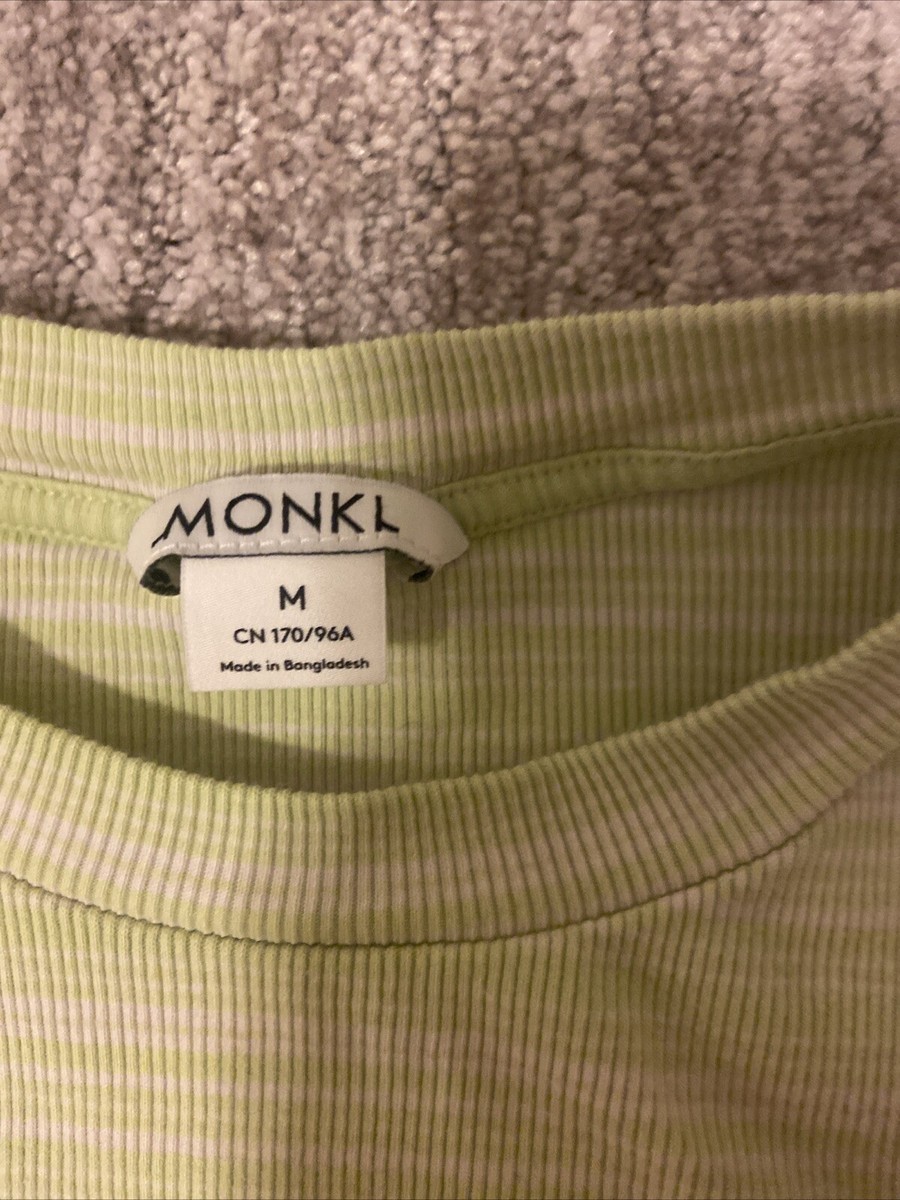 MONKI
M
CN 170/96A
Made in Bangladesh